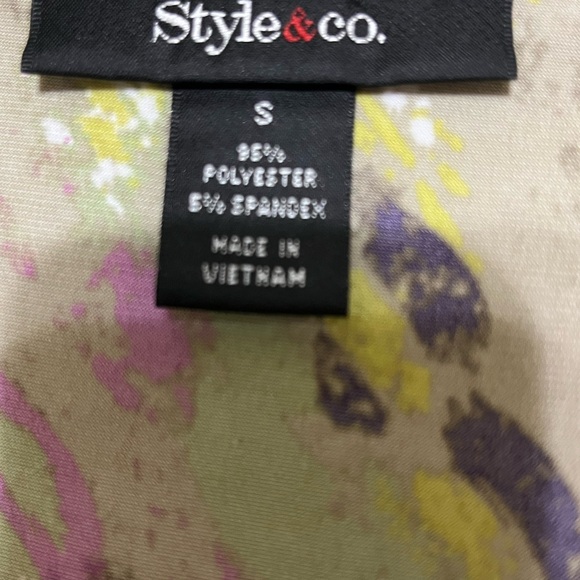 Style&co.
S
95%
POLYESTER
5% SPANDEX
MADE IN
VIETNAM